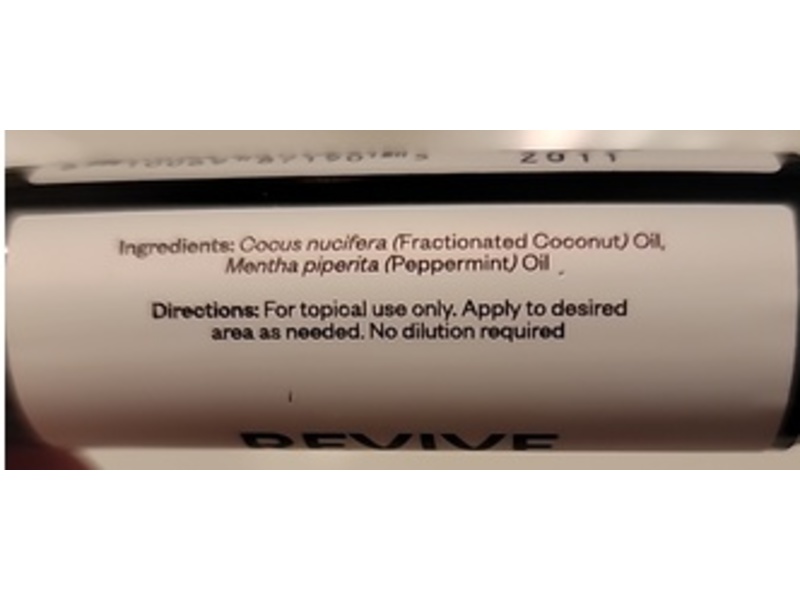 2011
Ingredients: Cocus nucifera (Fractionated Coconut) Oil,
Mentha piperita (Peppermint) Oil
Directions: For topical use only. Apply to desired
area as needed. No dilution required
REVIVE